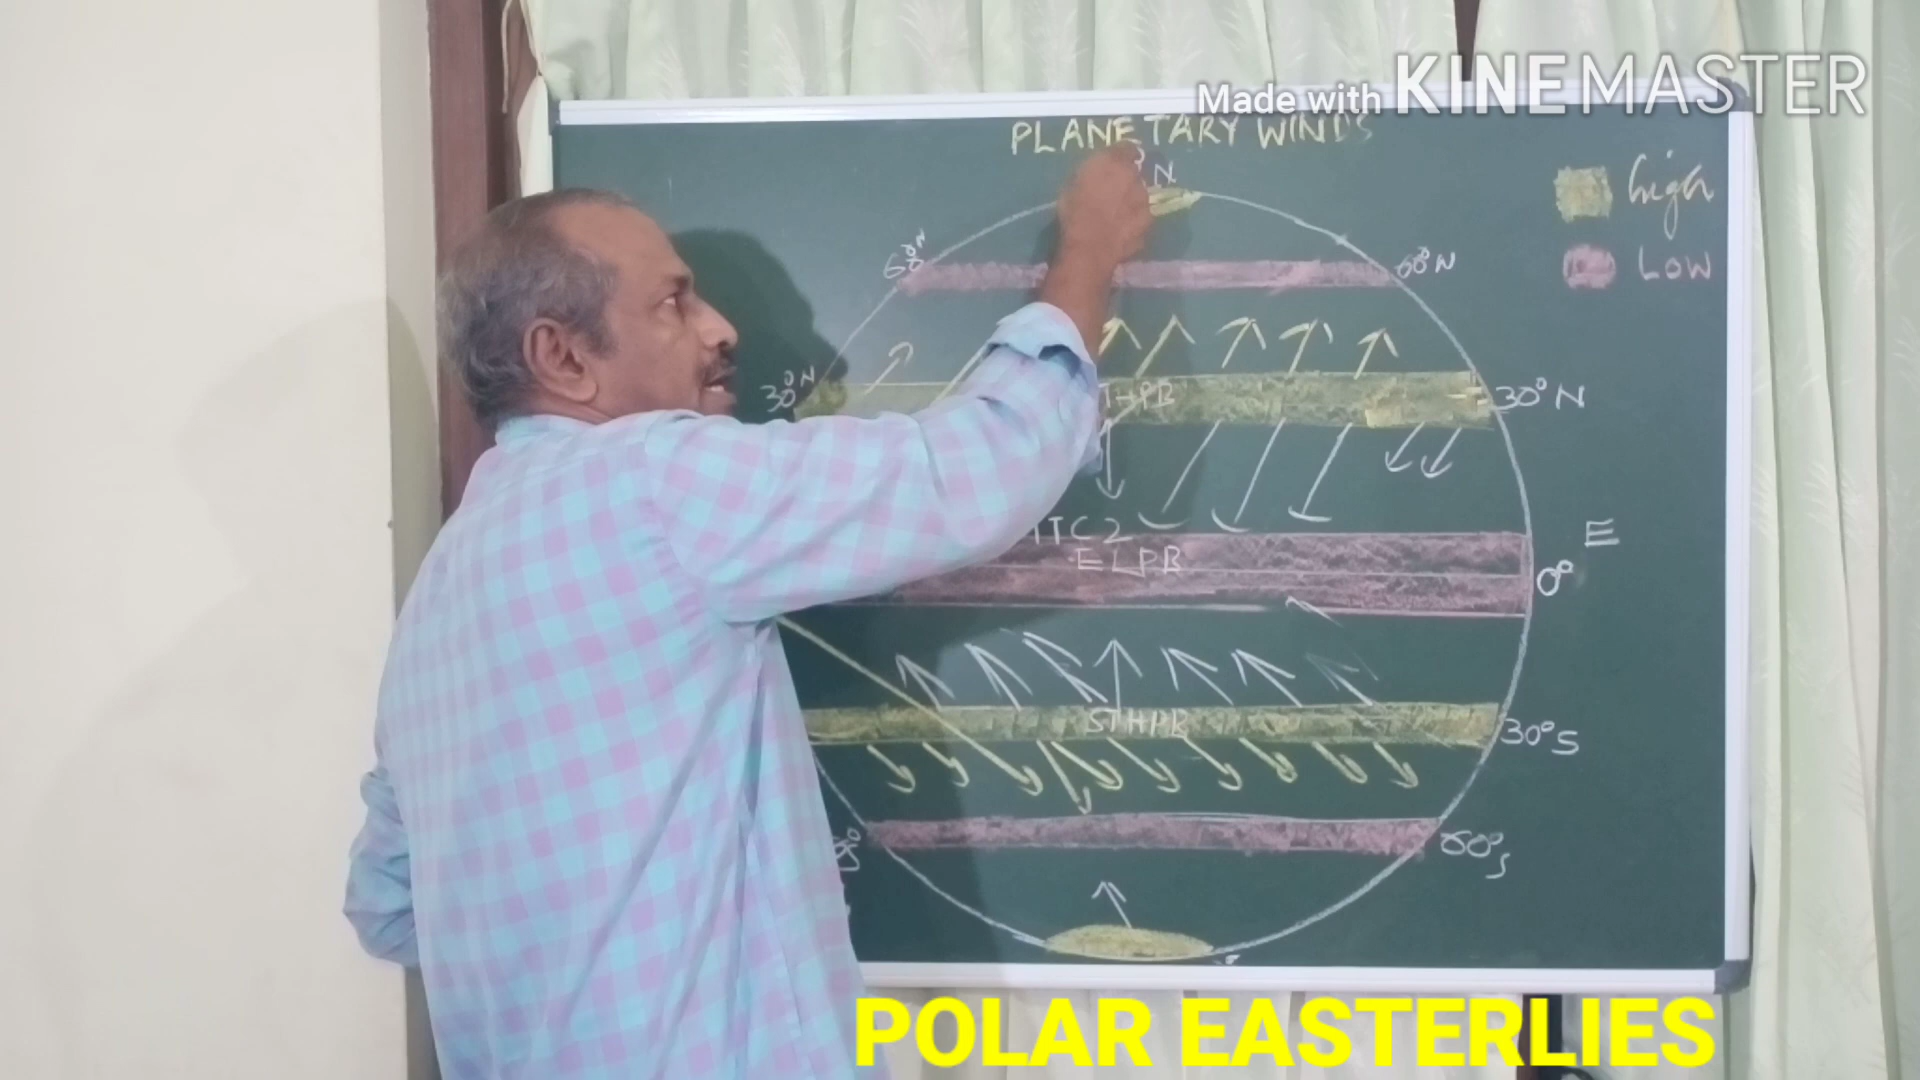 Made with KINEMASTER
PLANETARY WINDS
N
high
60°N
60°N
LOW
30°N
THPB
30°N
ITCZ
E
ELPB
0°
STHPB
30°S
60°S
POLAR EASTERLIES